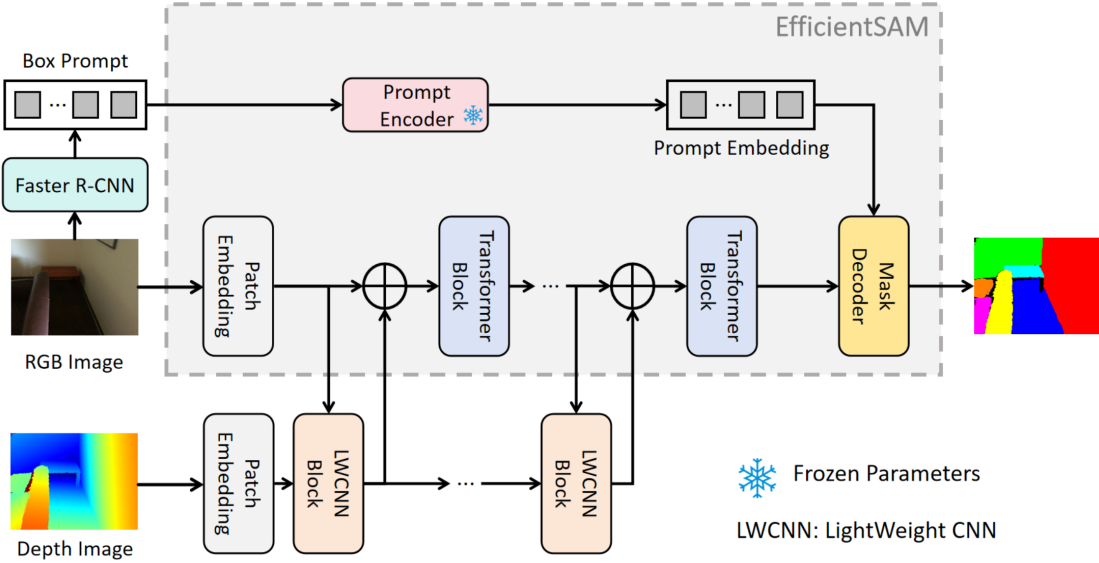 EfficientSAM
Box Prompt
...
Prompt
Encoder
...
Prompt Embedding
Faster R-CNN
Patch
Embedding
Transformer
Block
...
Transformer
Block
Mask
Decoder
RGB Image
Patch
Embedding
LWCNN
Block
...
LWCNN
Block
Frozen Parameters
LWCNN: LightWeight CNN
Depth Image